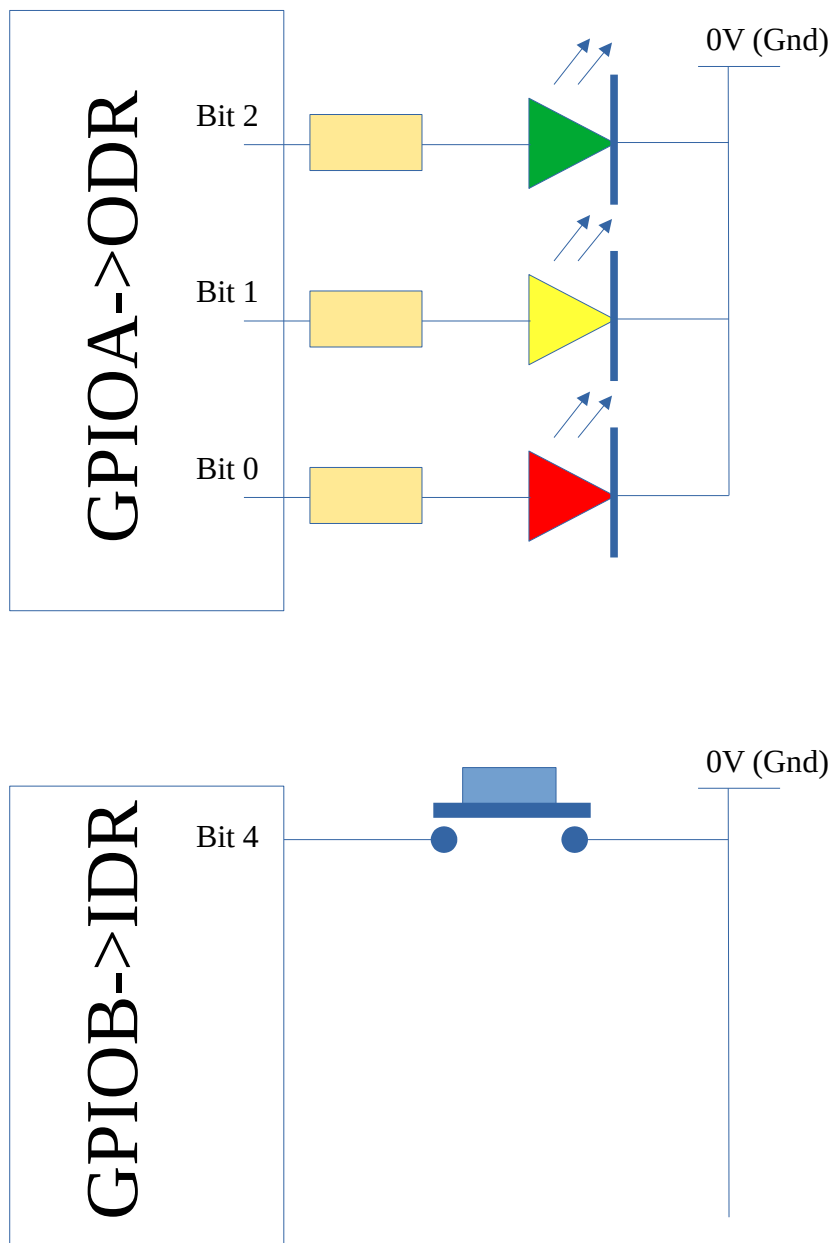 0V (Gnd)
GPIOA->ODR
Bit 2
Bit 1
Bit 0
0V (Gnd)
GPIOB->IDR
Bit 4